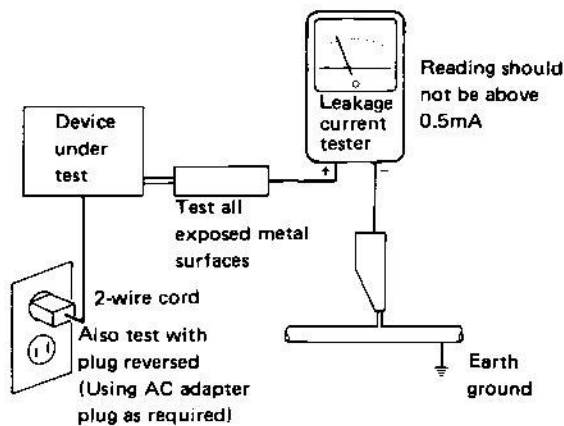 Device
under
test
Leakage
current
tester
+
−
Reading should
not be above
0.5mA
Test all
exposed metal
surfaces
2-wire cord
Also test with
plug reversed
(Using AC adapter
plug as required)
Earth
ground